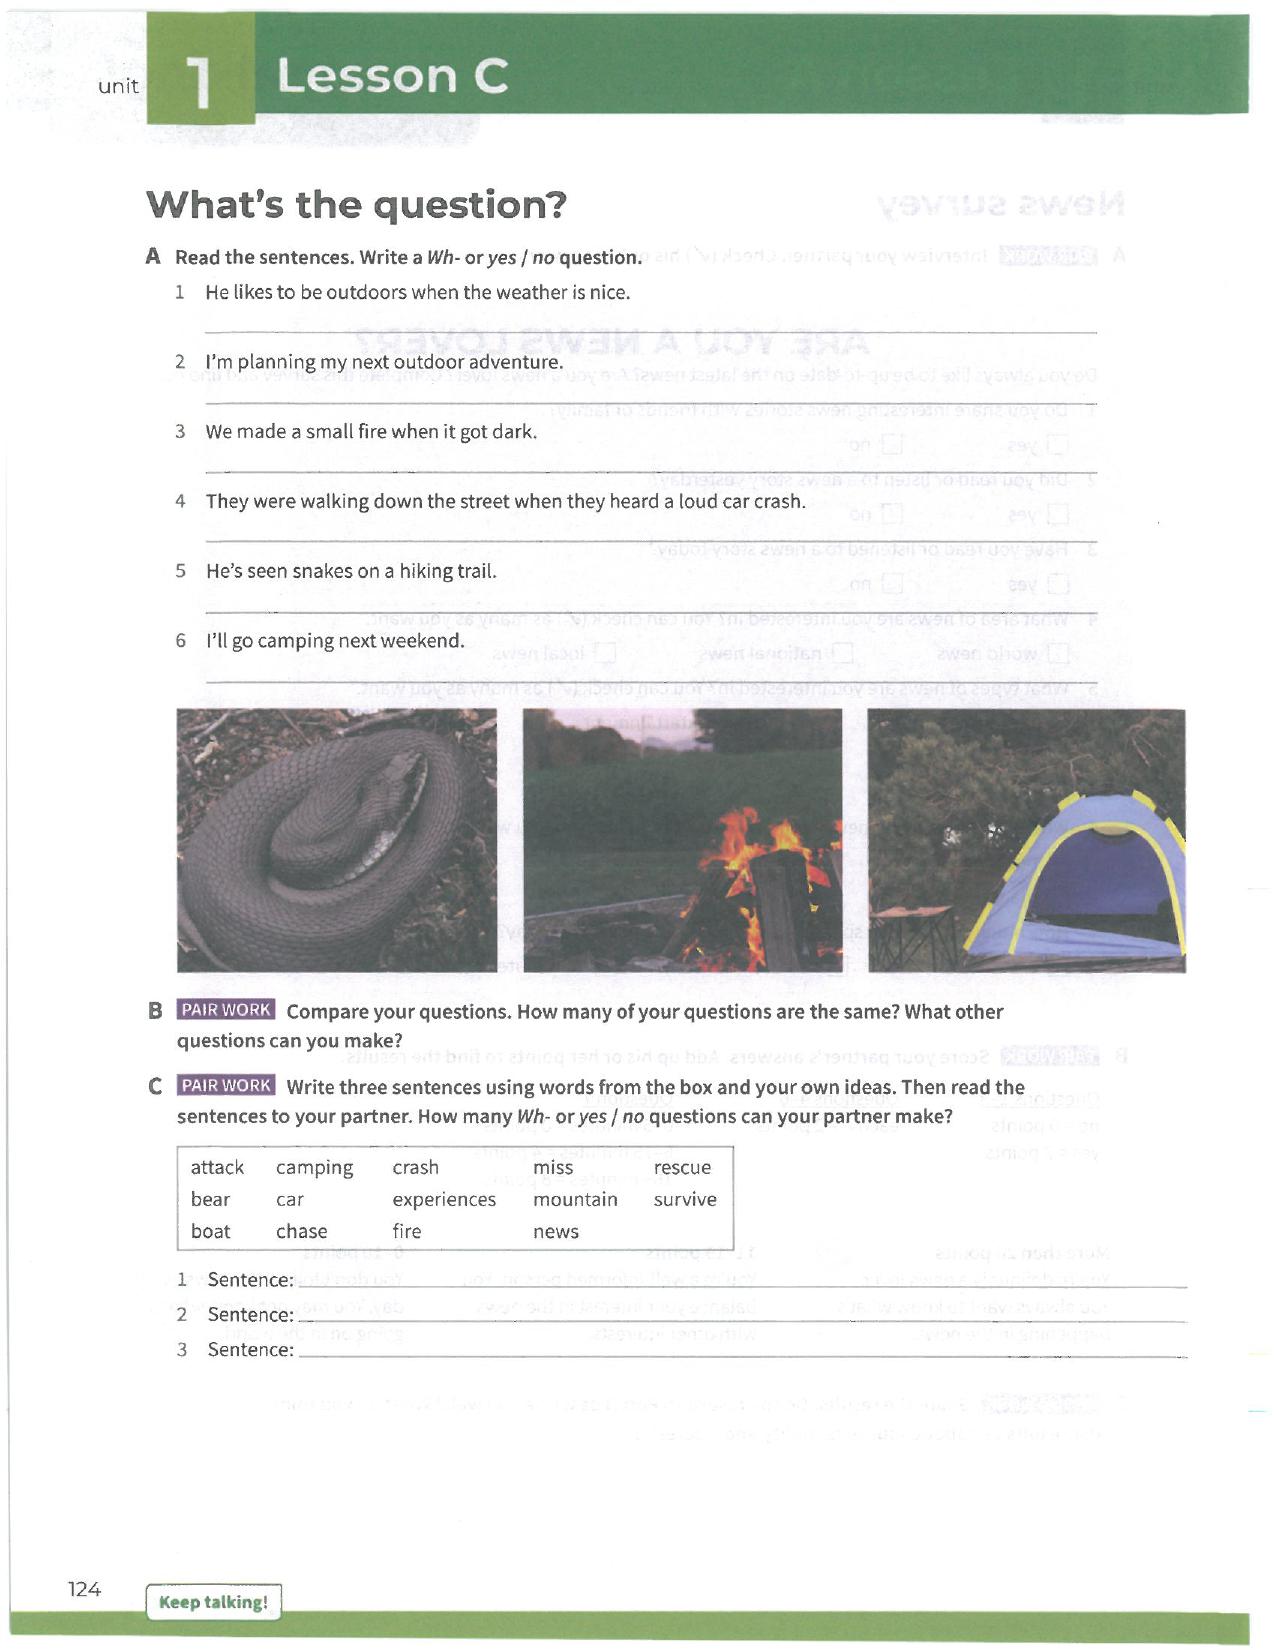 unit 1 Lesson C
What's the question?
A Read the sentences. Write a Wh- or yes / no question.
1 He likes to be outdoors when the weather is nice.
2 I'm planning my next outdoor adventure.
3 We made a small fire when it got dark.
4 They were walking down the street when they heard a loud car crash.
5 He's seen snakes on a hiking trail.
6 I'll go camping next weekend.
B PAIR WORK Compare your questions. How many of your questions are the same? What other
questions can you make?
C PAIR WORK Write three sentences using words from the box and your own ideas. Then read the
sentences to your partner. How many Wh- or yes / no questions can your partner make?
attack camping crash miss rescue
bear car experiences mountain survive
boat chase fire news
1 Sentence:
2 Sentence:
3 Sentence:
124 Keep talking!